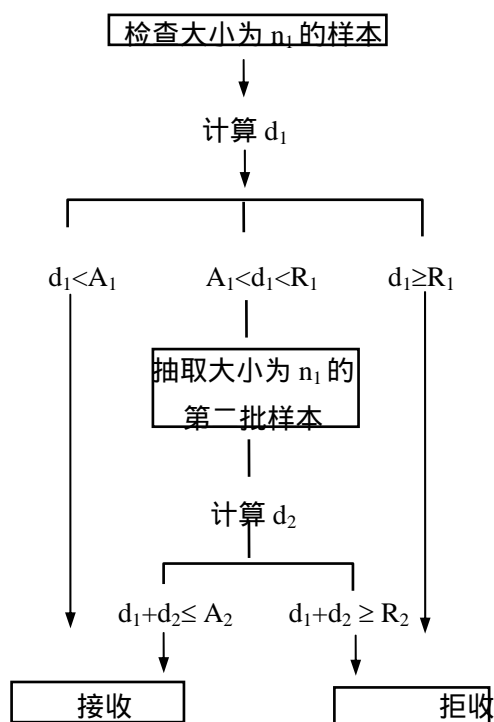 检查大小为 n₁ 的样本
计算 d₁
d₁<A₁ A₁<d₁<R₁ d₁≥R₁
抽取大小为 n₁ 的
第二批样本
计算 d₂
d₁+d₂≤ A₂ d₁+d₂ ≥ R₂
接收 拒收